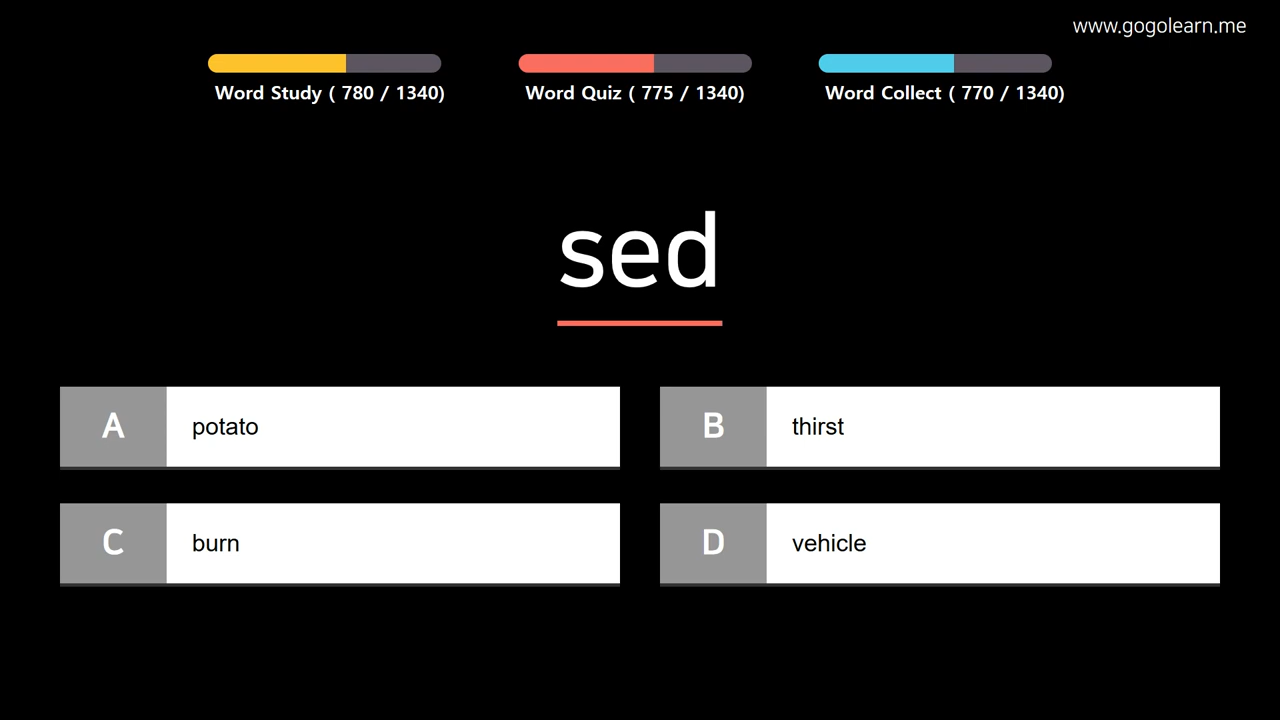 www.gogolearn.me
Word Study ( 780 / 1340)
Word Quiz ( 775 / 1340)
Word Collect ( 770 / 1340)
sed
A potato
B thirst
C burn
D vehicle